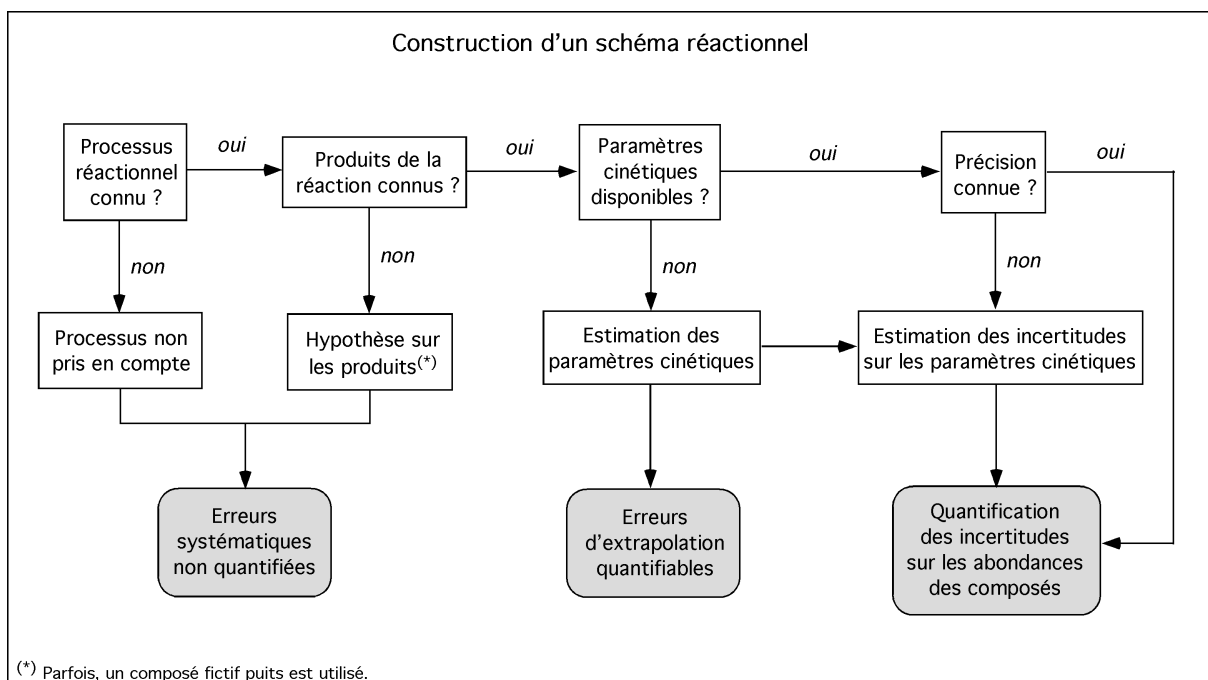 Construction d'un schéma réactionnel
Processus
réactionnel
connu ?
oui
Produits de la
réaction connus ?
oui
Paramètres
cinétiques
disponibles ?
oui
Précision
connue ?
oui
non
non
non
non
Processus non
pris en compte
Hypothèse sur
les produits(*)
Estimation des
paramètres cinétiques
Estimation des incertitudes
sur les paramètres cinétiques
Erreurs
systématiques
non quantifiées
Erreurs
d'extrapolation
quantifiables
Quantification
des incertitudes
sur les abondances
des composés
(*) Parfois, un composé fictif puits est utilisé.